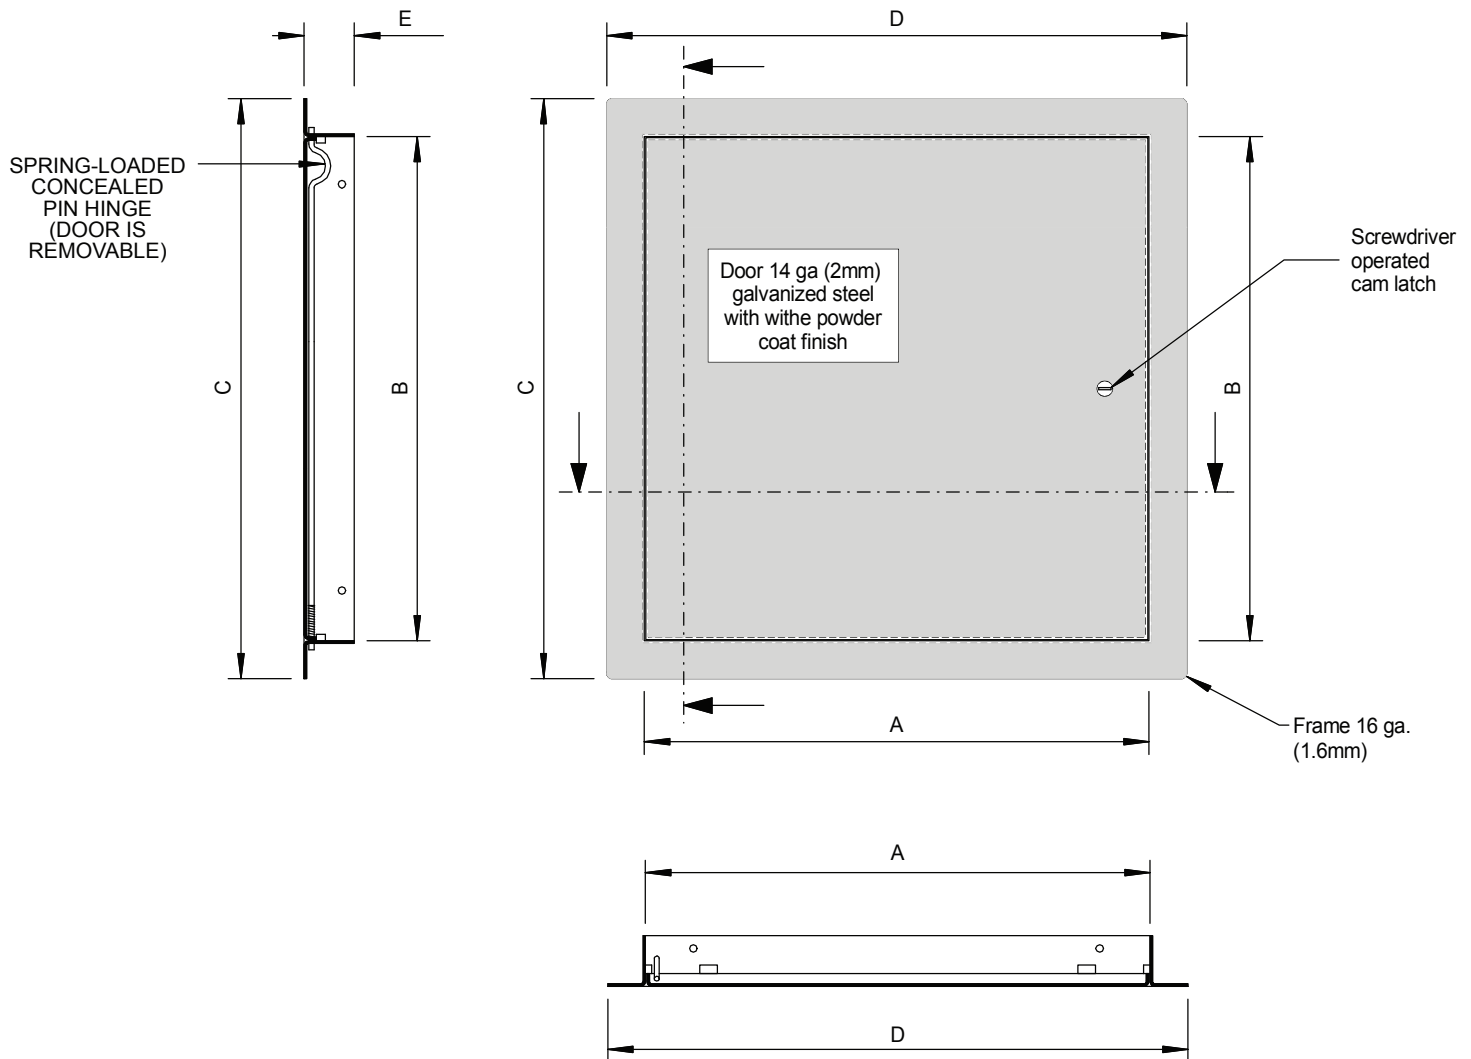 E
D
SPRING-LOADED
CONCEALED
PIN HINGE
(DOOR IS
REMOVABLE)
C
B
C
Door 14 ga (2mm)
galvanized steel
with withe powder
coat finish
B
Screwdriver
operated
cam latch
A
Frame 16 ga.
(1.6mm)
A
D